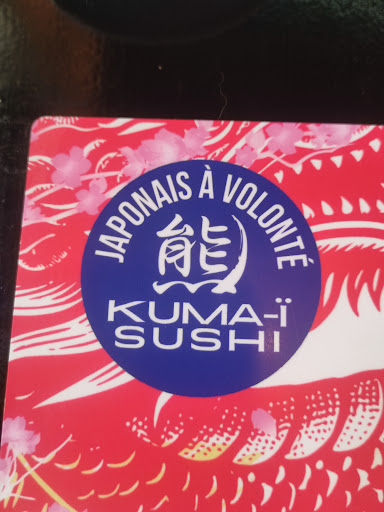 JAPONAIS À VOLONTÉ
熊
KUMA-Ï
SUSHI